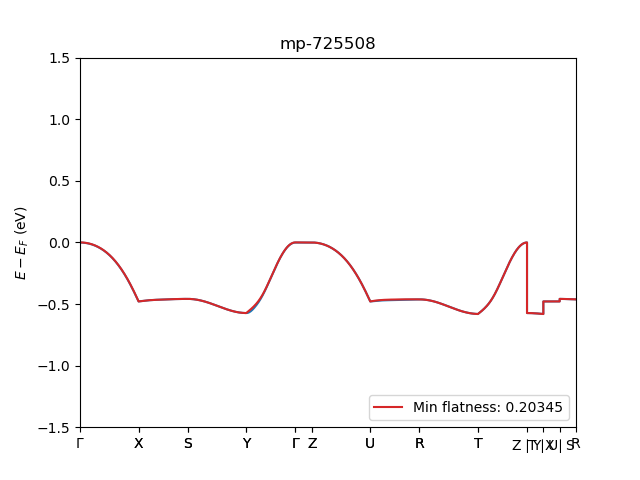 mp-725508
1.5
1.0
0.5
0.0
−0.5
−1.0
−1.5
E − E_F (eV)
Min flatness: 0.20345
Γ X S Y Γ Z U R T Z | T Y | X U | S R